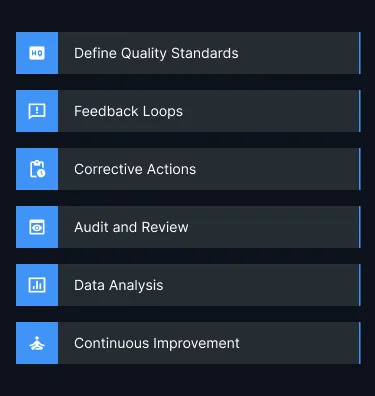 HQ
Define Quality Standards
Feedback Loops
Corrective Actions
Audit and Review
Data Analysis
Continuous Improvement